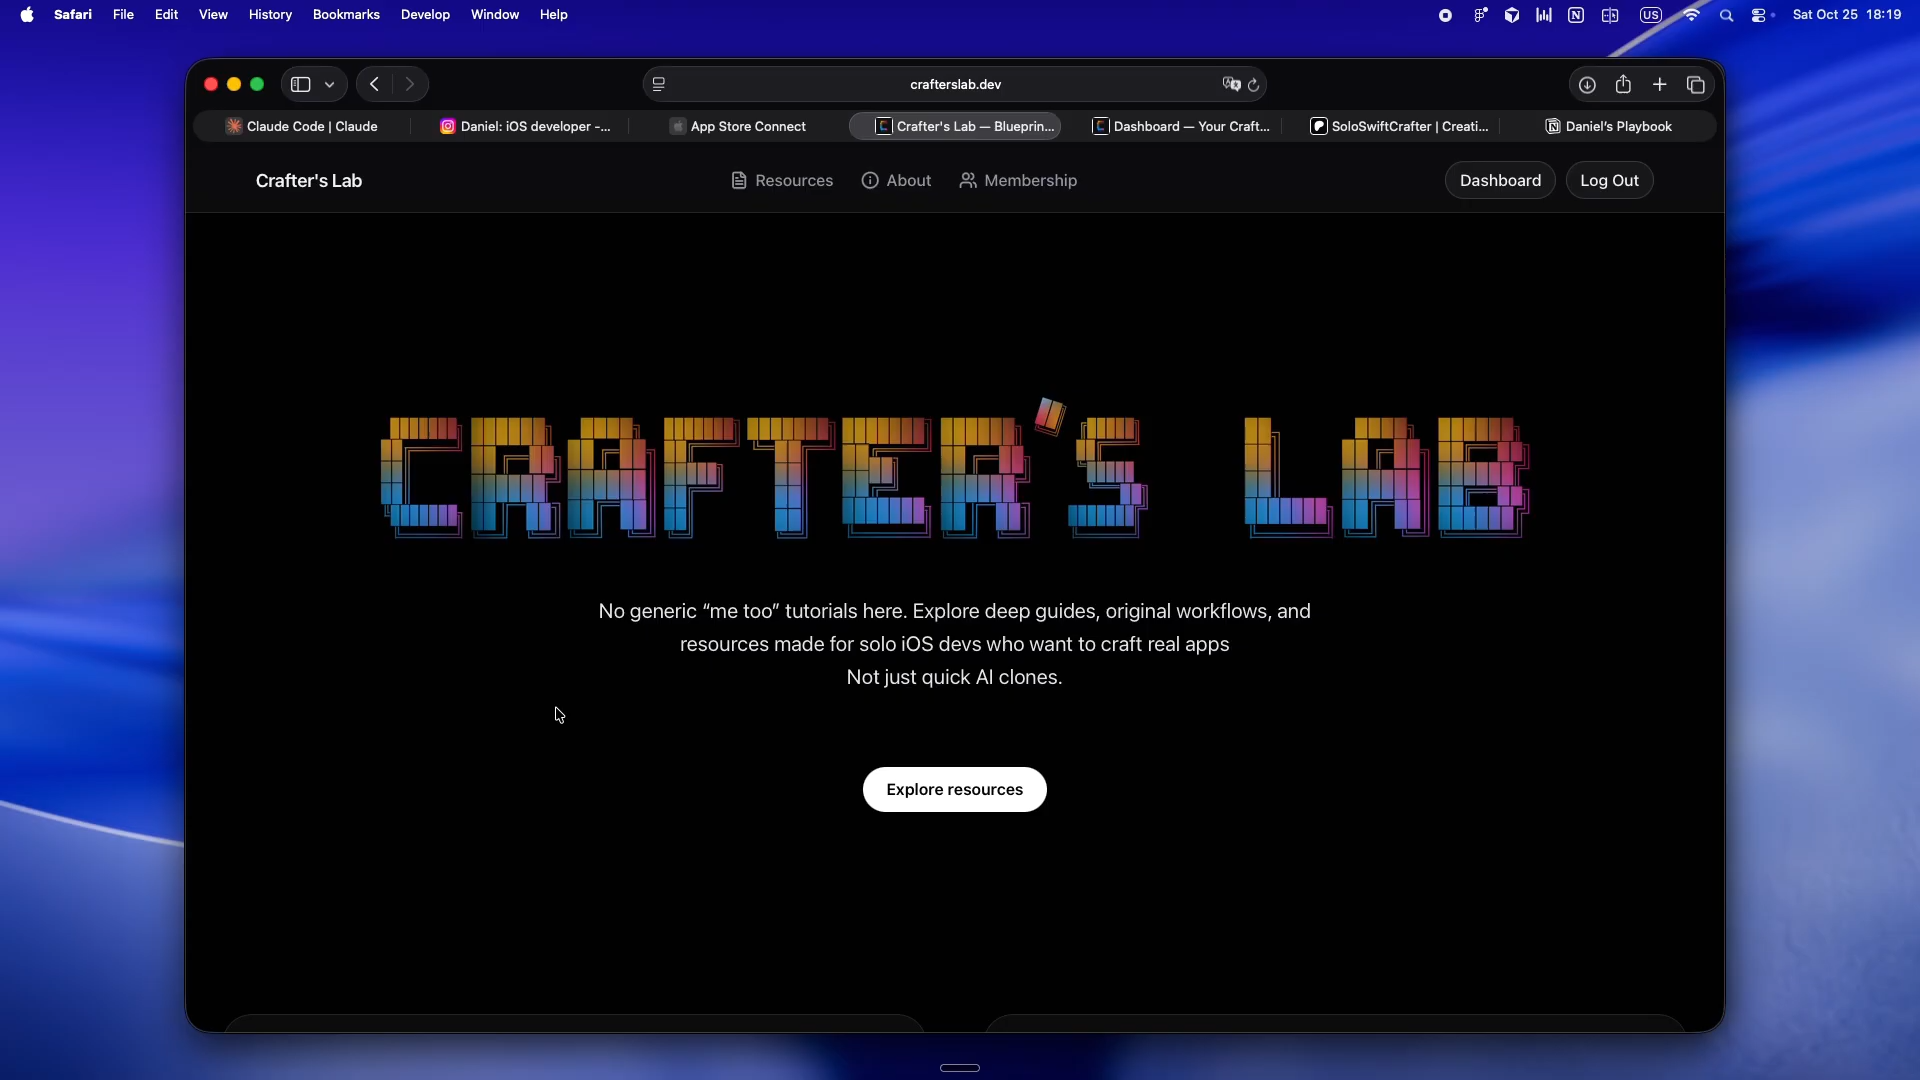 Safari File Edit View History Bookmarks Develop Window Help
US Sat Oct 25 18:19
crafterslab.dev
Claude Code | Claude
Daniel: iOS developer -...
App Store Connect
Crafter's Lab — Blueprin...
Dashboard — Your Craft...
SoloSwiftCrafter | Creati...
Daniel's Playbook
Crafter's Lab
Resources
About
Membership
Dashboard
Log Out
CRAFTER'S LAB
No generic “me too” tutorials here. Explore deep guides, original workflows, and
resources made for solo iOS devs who want to craft real apps
Not just quick AI clones.
Explore resources